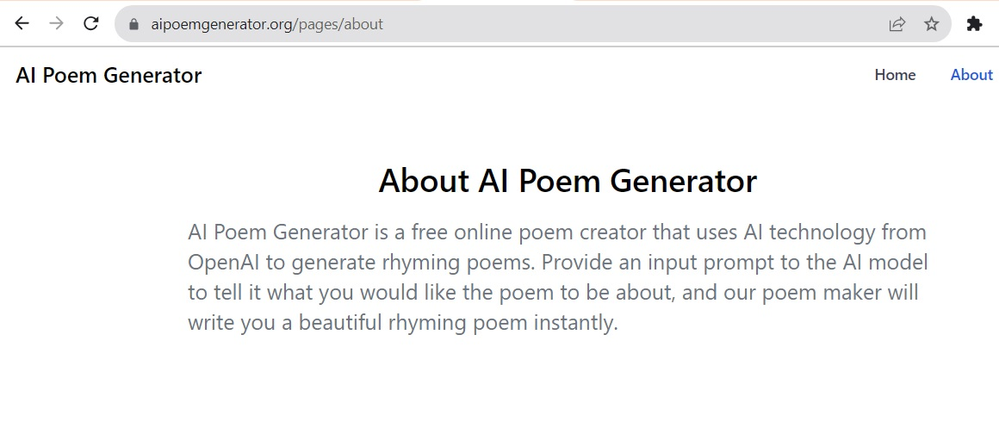 aipoemgenerator.org/pages/about
AI Poem Generator
Home
About
About AI Poem Generator
AI Poem Generator is a free online poem creator that uses AI technology from
OpenAI to generate rhyming poems. Provide an input prompt to the AI model
to tell it what you would like the poem to be about, and our poem maker will
write you a beautiful rhyming poem instantly.